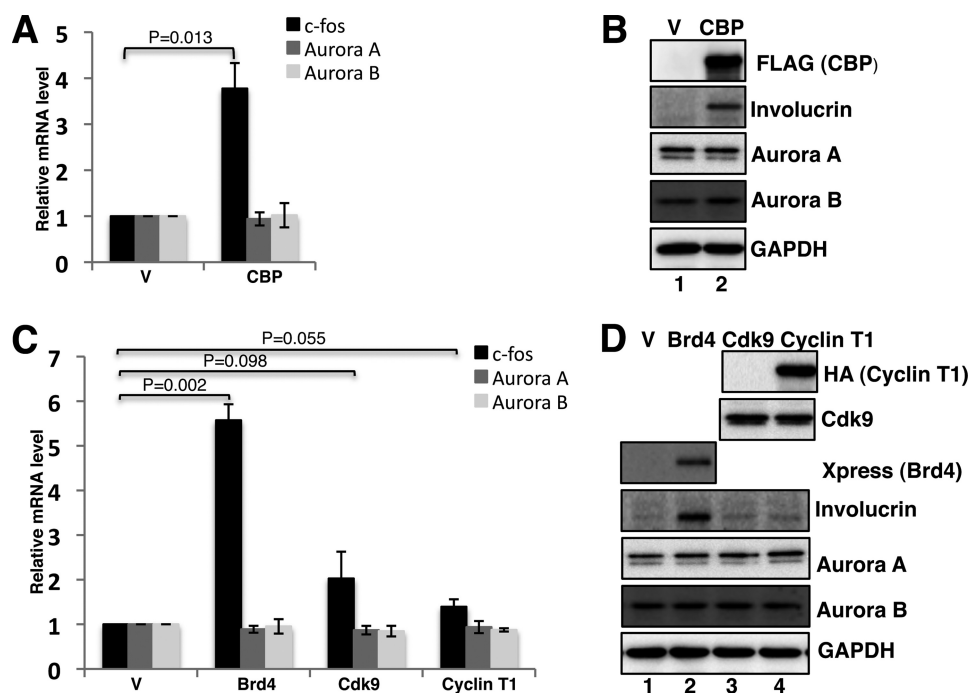 A
5
4
3
2
1
0
Relative mRNA level
P=0.013
c-fos
Aurora A
Aurora B
V CBP
B
V CBP
FLAG (CBP)
Involucrin
Aurora A
Aurora B
GAPDH
1 2
C
7
6
5
4
3
2
1
0
Relative mRNA level
P=0.055
P=0.098
P=0.002
c-fos
Aurora A
Aurora B
V Brd4 Cdk9 Cyclin T1
D
V Brd4 Cdk9 Cyclin T1
HA (Cyclin T1)
Cdk9
Xpress (Brd4)
Involucrin
Aurora A
Aurora B
GAPDH
1 2 3 4